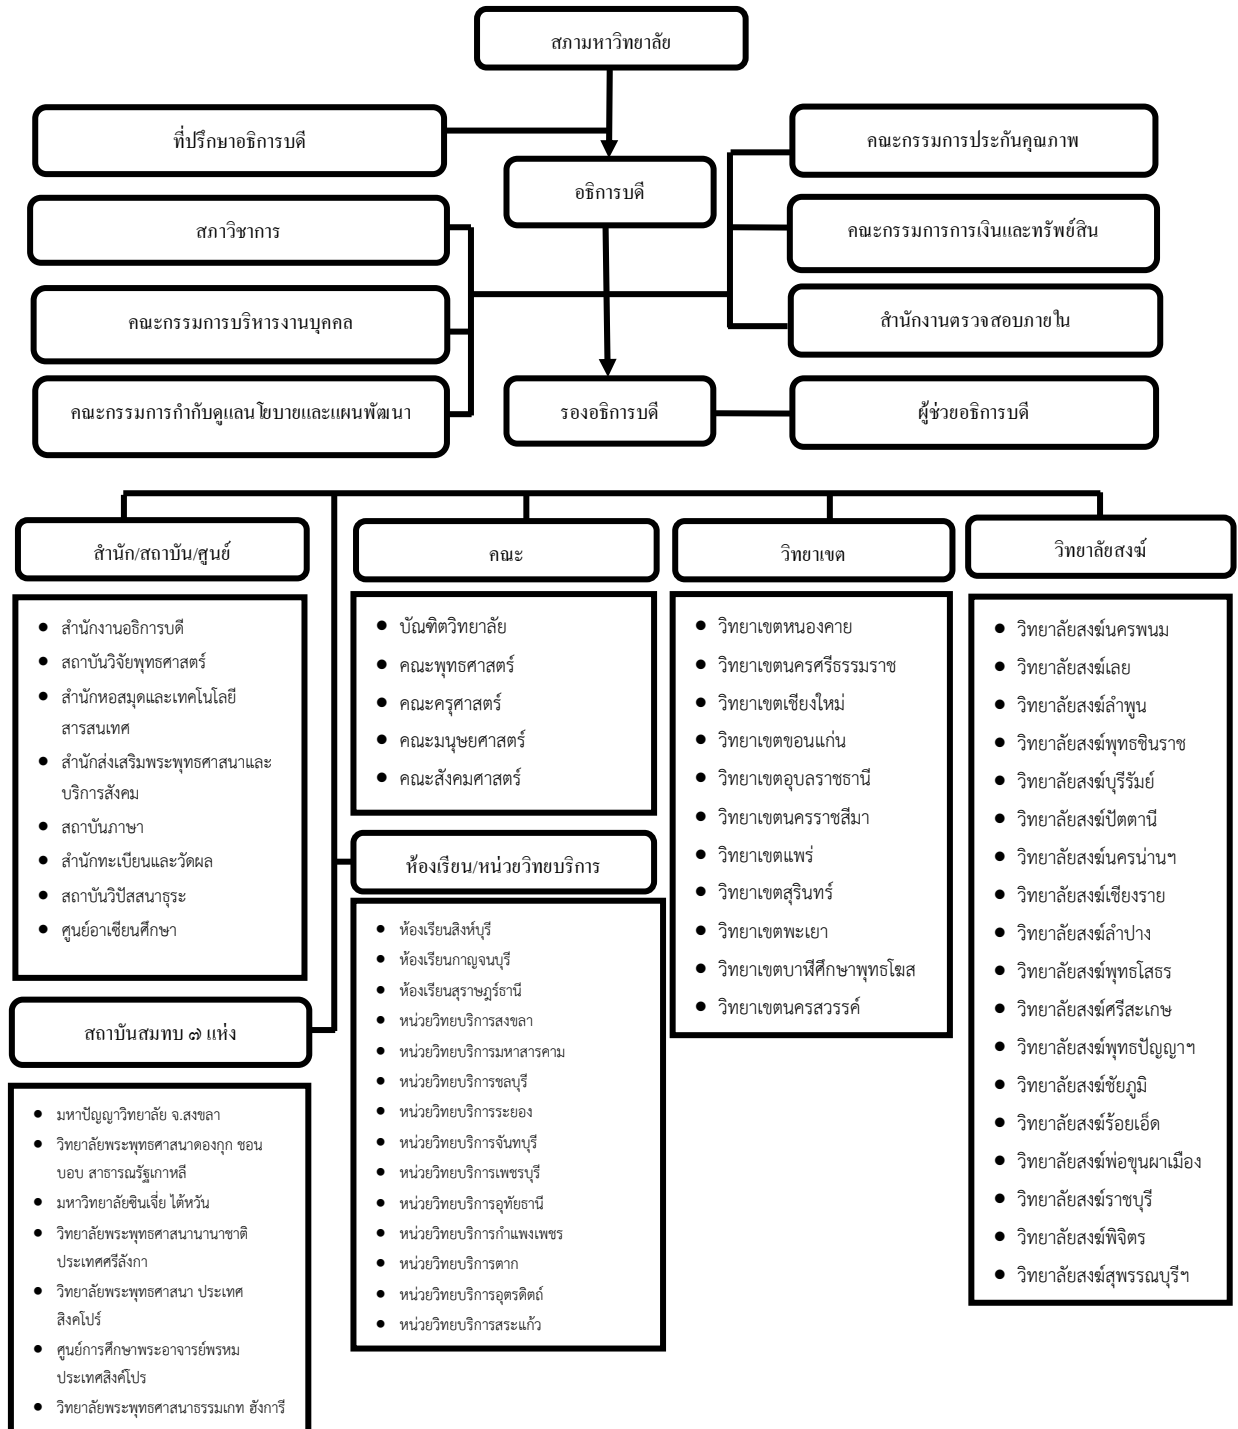 สภามหาวิทยาลัย
ที่ปรึกษาอธิการบดี
คณะกรรมการประกันคุณภาพ
อธิการบดี
สภาวิชาการ
คณะกรรมการการเงินและทรัพย์สิน
คณะกรรมการบริหารงานบุคคล
สำนักงานตรวจสอบภายใน
คณะกรรมการกำกับดูแลนโยบายและแผนพัฒนา
รองอธิการบดี
ผู้ช่วยอธิการบดี
สำนัก/สถาบัน/ศูนย์
● สำนักงานอธิการบดี
● สถาบันวิจัยพุทธศาสตร์
● สำนักหอสมุดและเทคโนโลยี
สารสนเทศ
● สำนักส่งเสริมพระพุทธศาสนาและ
บริการสังคม
● สถาบันภาษา
● สำนักทะเบียนและวัดผล
● สถาบันวิปัสสนาธุระ
● ศูนย์อาเซียนศึกษา
สถาบันสมทบ ๗ แห่ง
● มหาปัญญาวิทยาลัย จ.สงขลา
● วิทยาลัยพระพุทธศาสนาดองกุก ชอน
บอบ สาธารณรัฐเกาหลี
● มหาวิทยาลัยซินเจี่ย ไต้หวัน
● วิทยาลัยพระพุทธศาสนานานาชาติ
ประเทศศรีลังกา
● วิทยาลัยพระพุทธศาสนา ประเทศ
สิงคโปร์
● ศูนย์การศึกษาพระอาจารย์พรหม
ประเทศสิงค์โปร
● วิทยาลัยพระพุทธศาสนาธรรมเกท ฮังการี
คณะ
● บัณฑิตวิทยาลัย
● คณะพุทธศาสตร์
● คณะครุศาสตร์
● คณะมนุษยศาสตร์
● คณะสังคมศาสตร์
ห้องเรียน/หน่วยวิทยบริการ
● ห้องเรียนสิงห์บุรี
● ห้องเรียนกาญจนบุรี
● ห้องเรียนสุราษฎร์ธานี
● หน่วยวิทยบริการสงขลา
● หน่วยวิทยบริการมหาสารคาม
● หน่วยวิทยบริการชลบุรี
● หน่วยวิทยบริการระยอง
● หน่วยวิทยบริการจันทบุรี
● หน่วยวิทยบริการเพชรบุรี
● หน่วยวิทยบริการอุทัยธานี
● หน่วยวิทยบริการกำแพงเพชร
● หน่วยวิทยบริการตาก
● หน่วยวิทยบริการอุตรดิตถ์
● หน่วยวิทยบริการสระแก้ว
วิทยาเขต
● วิทยาเขตหนองคาย
● วิทยาเขตนครศรีธรรมราช
● วิทยาเขตเชียงใหม่
● วิทยาเขตขอนแก่น
● วิทยาเขตอุบลราชธานี
● วิทยาเขตนครราชสีมา
● วิทยาเขตแพร่
● วิทยาเขตสุรินทร์
● วิทยาเขตพะเยา
● วิทยาเขตบาฬีศึกษาพุทธโฆส
● วิทยาเขตนครสวรรค์
วิทยาลัยสงฆ์
● วิทยาลัยสงฆ์นครพนม
● วิทยาลัยสงฆ์เลย
● วิทยาลัยสงฆ์ลำพูน
● วิทยาลัยสงฆ์พุทธชินราช
● วิทยาลัยสงฆ์บุรีรัมย์
● วิทยาลัยสงฆ์ปัตตานี
● วิทยาลัยสงฆ์นครน่านฯ
● วิทยาลัยสงฆ์เชียงราย
● วิทยาลัยสงฆ์ลำปาง
● วิทยาลัยสงฆ์พุทธโสธร
● วิทยาลัยสงฆ์ศรีสะเกษ
● วิทยาลัยสงฆ์พุทธปัญญาฯ
● วิทยาลัยสงฆ์ชัยภูมิ
● วิทยาลัยสงฆ์ร้อยเอ็ด
● วิทยาลัยสงฆ์พ่อขุนผาเมือง
● วิทยาลัยสงฆ์ราชบุรี
● วิทยาลัยสงฆ์พิจิตร
● วิทยาลัยสงฆ์สุพรรณบุรีฯ